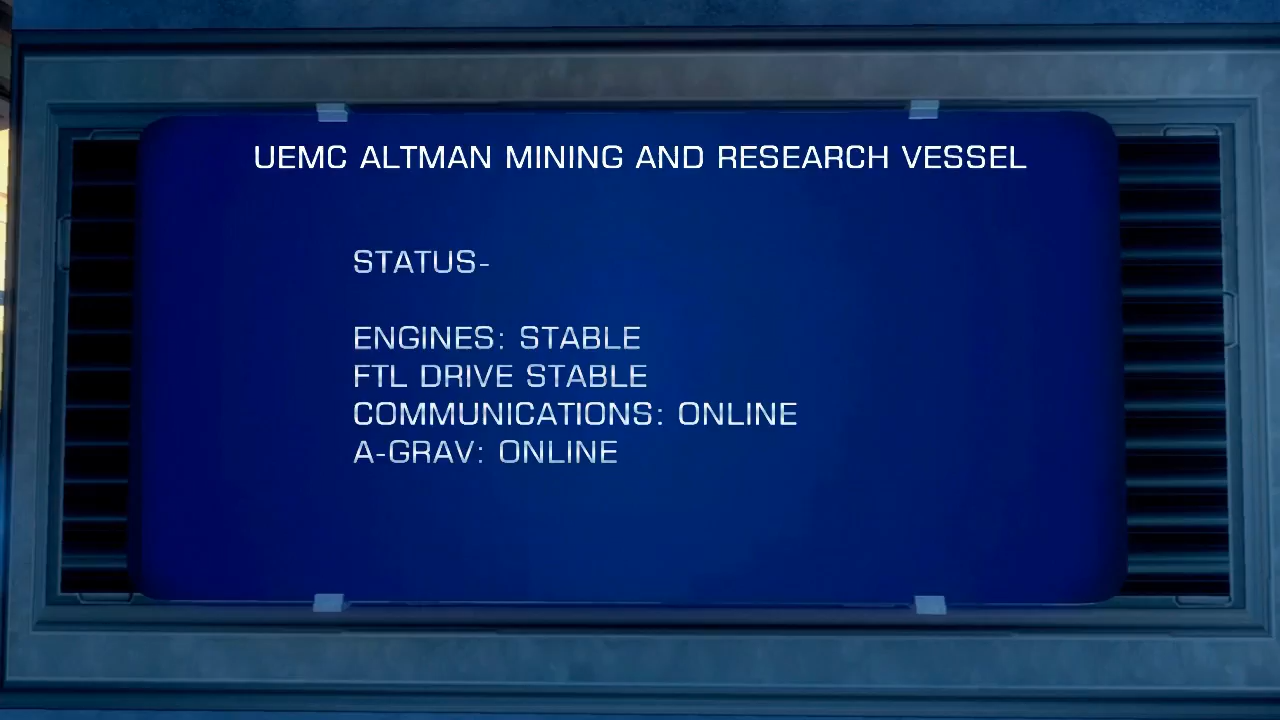 UEMC ALTMAN MINING AND RESEARCH VESSEL
STATUS-
ENGINES: STABLE
FTL DRIVE STABLE
COMMUNICATIONS: ONLINE
A-GRAV: ONLINE